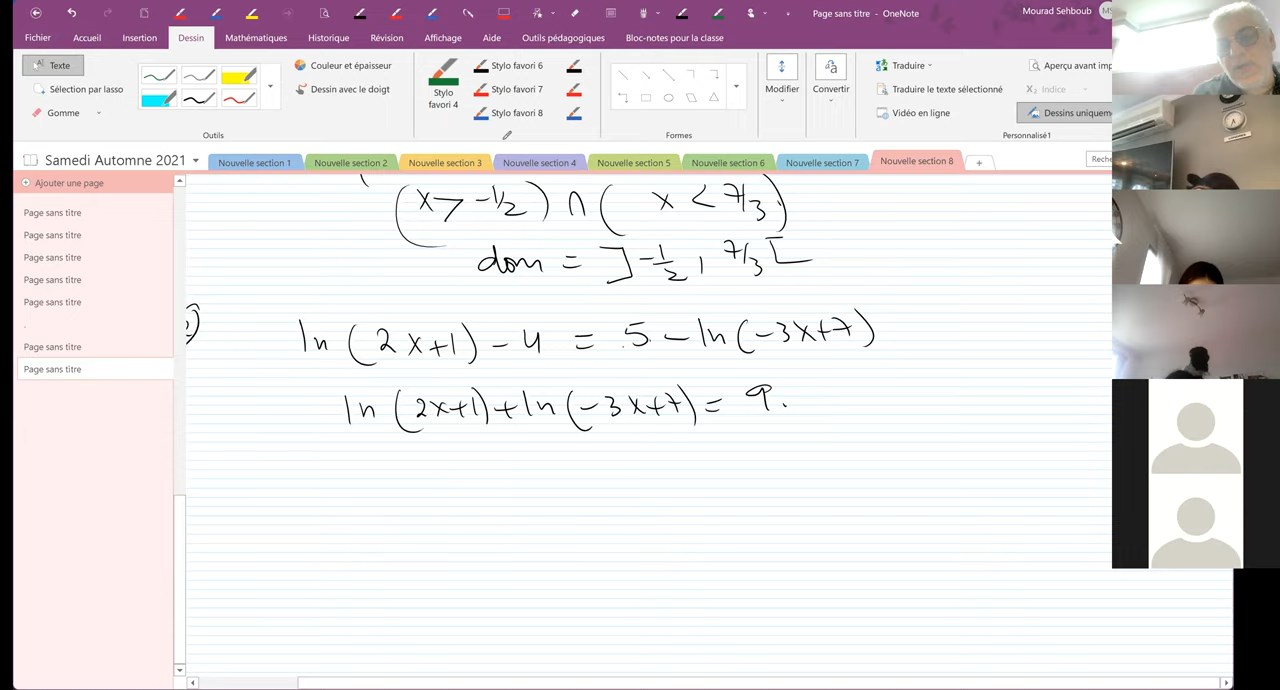 Page sans titre - OneNote
Mourad Sehboub
MS
Fichier Accueil Insertion Dessin Mathématiques Historique Révision Affichage Aide Outils pédagogiques Bloc-notes pour la classe
Texte
Sélection par lasso
Gomme
Outils
Couleur et épaisseur
Dessin avec le doigt
Stylo favori 4
Stylo favori 6
Stylo favori 7
Stylo favori 8
Formes
Modifier
Convertir
Traduire
Traduire le texte sélectionné
Vidéo en ligne
Aperçu avant imp
Indice
Dessins uniqueme
Personnalisé1
Samedi Automne 2021
Nouvelle section 1 Nouvelle section 2 Nouvelle section 3 Nouvelle section 4 Nouvelle section 5 Nouvelle section 6 Nouvelle section 7 Nouvelle section 8
Reche
Ajouter une page
Page sans titre
Page sans titre
Page sans titre
Page sans titre
Page sans titre
.
Page sans titre
Page sans titre
(x > -1/2) ∩ ( x < 7/3)
dom = ]-1/2, 7/3[
ln (2x+1) - 4 = 5 - ln(-3x+7)
ln (2x+1) + ln (-3x+7) = 9.